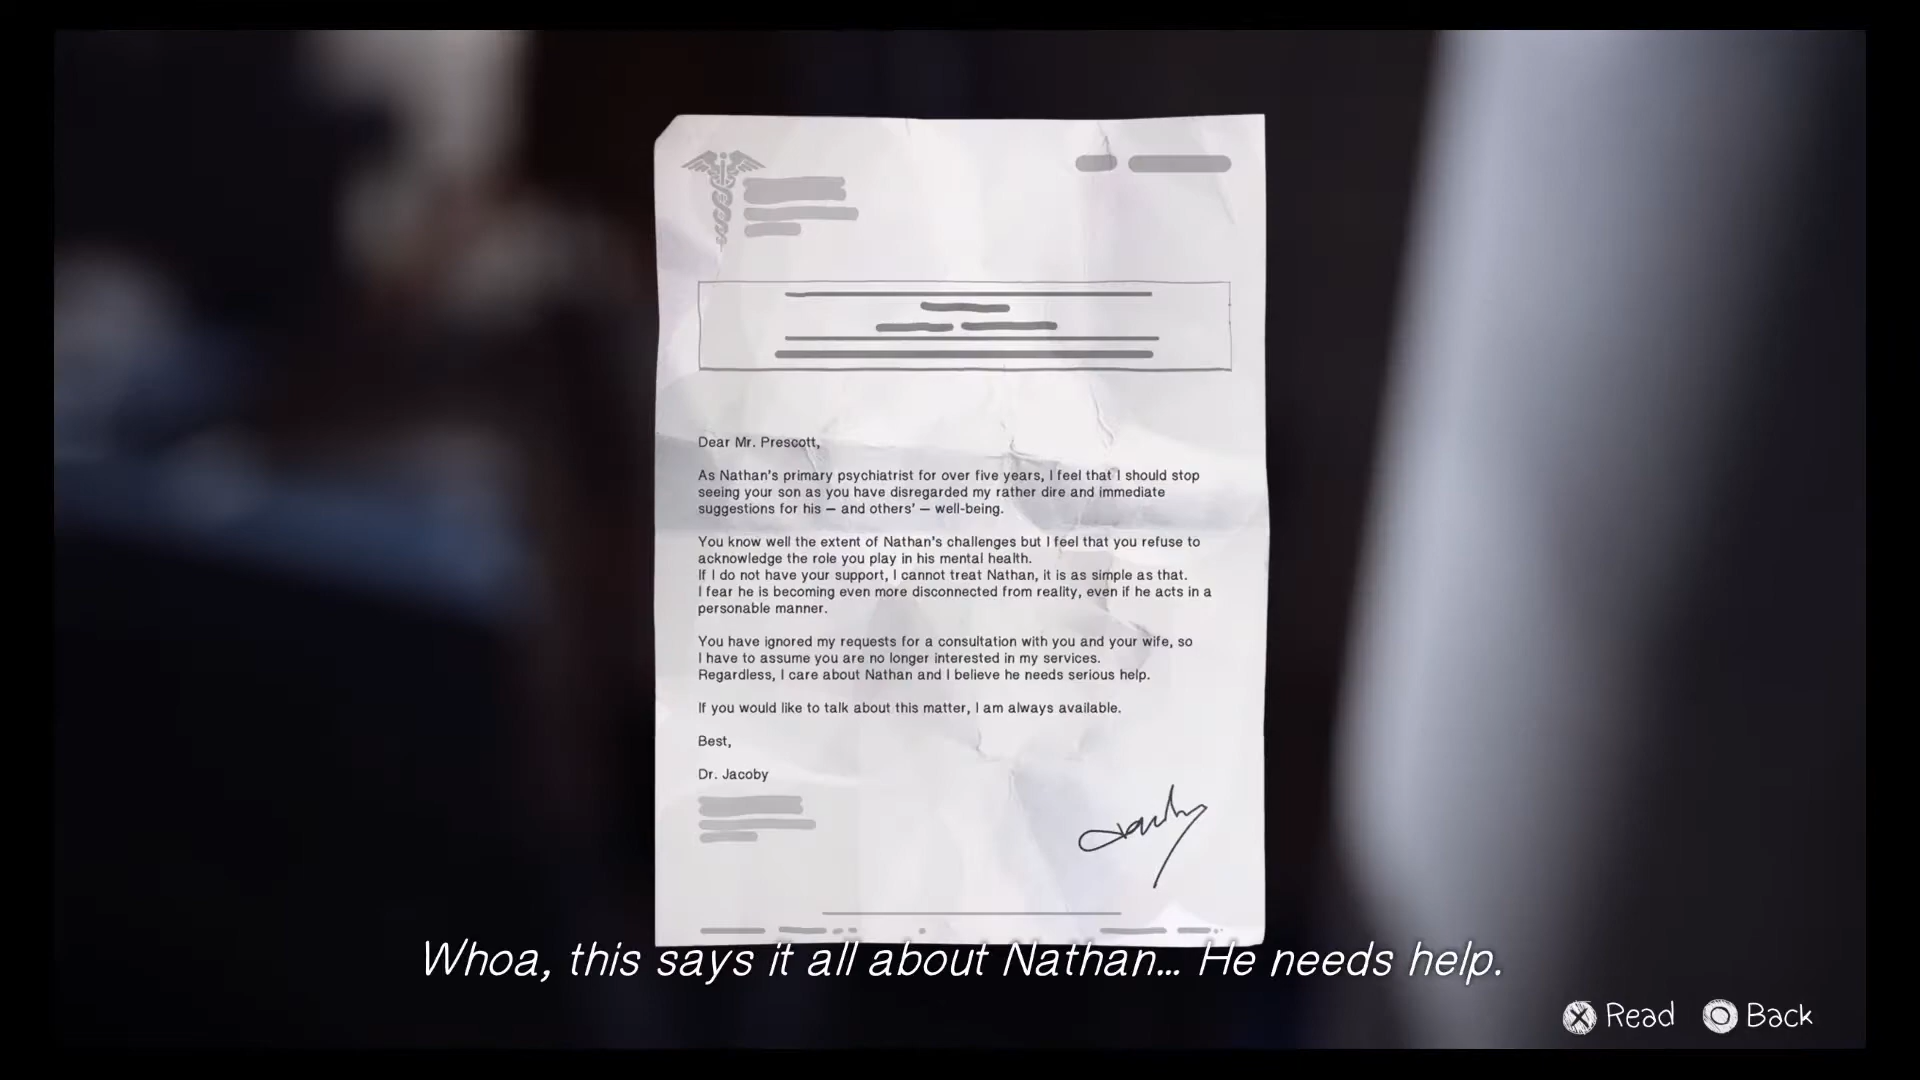 Dear Mr. Prescott,
As Nathan's primary psychiatrist for over five years, I feel that I should stop
seeing your son as you have disregarded my rather dire and immediate
suggestions for his – and others' – well-being.
You know well the extent of Nathan's challenges but I feel that you refuse to
acknowledge the role you play in his mental health.
If I do not have your support, I cannot treat Nathan, it is as simple as that.
I fear he is becoming even more disconnected from reality, even if he acts in a
personable manner.
You have ignored my requests for a consultation with you and your wife, so
I have to assume you are no longer interested in my services.
Regardless, I care about Nathan and I believe he needs serious help.
If you would like to talk about this matter, I am always available.
Best,
Dr. Jacoby
Whoa, this says it all about Nathan... He needs help.
Read Back